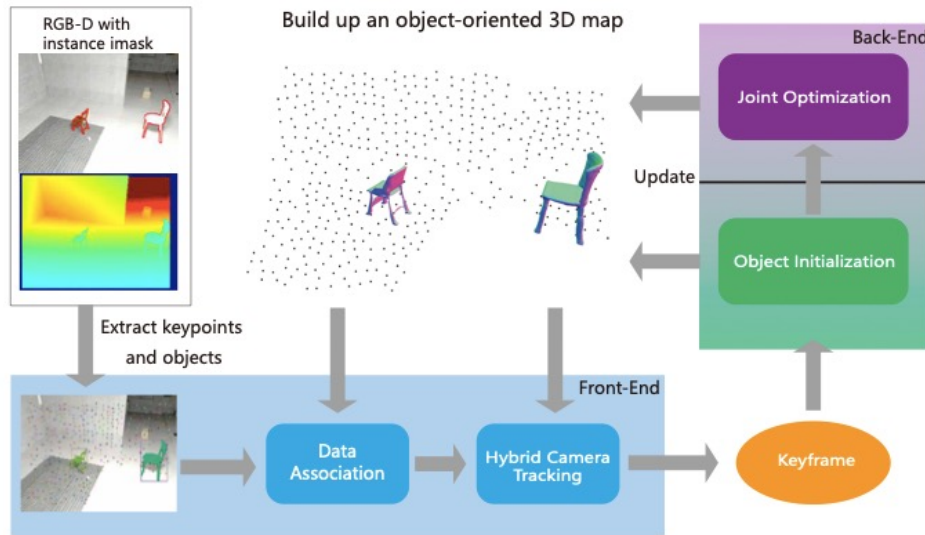 RGB-D with
instance imask
Build up an object-oriented 3D map
Back-End
Joint Optimization
Update
Object Initialization
Extract keypoints
and objects
Front-End
Data
Association
Hybrid Camera
Tracking
Keyframe